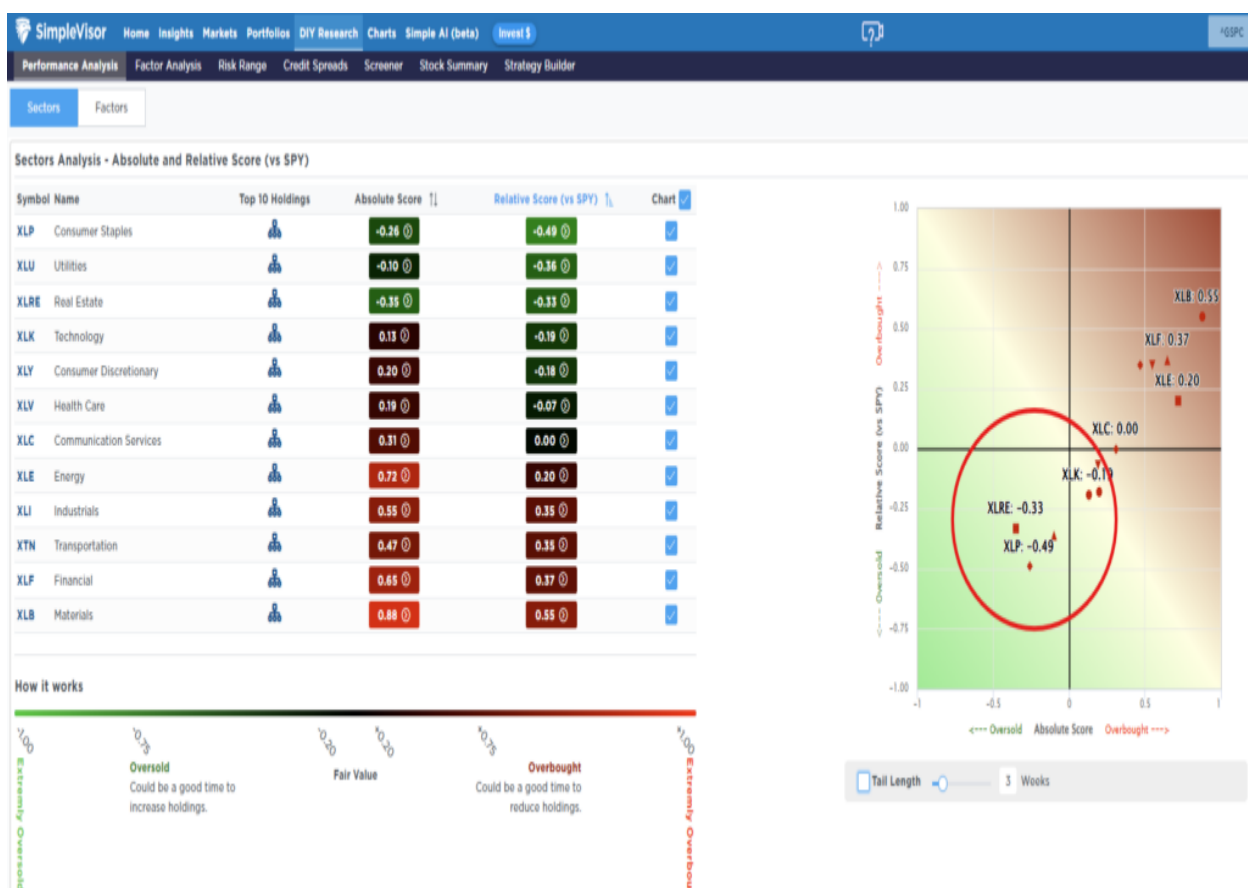 SimpleVisor Home Insights Markets Portfolios DIY Research Charts Simple AI (beta) Invest $ ^GSPC
Performance Analysis Factor Analysis Risk Range Credit Spreads Screener Stock Summary Strategy Builder
Sectors Factors
Sectors Analysis - Absolute and Relative Score (vs SPY)
Symbol Name Top 10 Holdings Absolute Score Relative Score (vs SPY) Chart
XLP Consumer Staples -0.26 -0.49
XLU Utilities -0.10 -0.36
XLRE Real Estate -0.35 -0.33
XLK Technology 0.13 -0.19
XLY Consumer Discretionary 0.20 -0.18
XLV Health Care 0.19 -0.07
XLC Communication Services 0.31 0.00
XLE Energy 0.72 0.20
XLI Industrials 0.55 0.35
XTN Transportation 0.47 0.35
XLF Financial 0.65 0.37
XLB Materials 0.88 0.55
How it works
-1.00 -0.75 -0.20 +0.20 +0.75 +1.00
Extremely Oversold
Oversold
Could be a good time to
increase holdings.
Fair Value
Overbought
Could be a good time to
reduce holdings.
Extremely Overbou
1.00
0.75
0.50
0.25
0.00
-0.25
-0.50
-0.75
-1.00
<--- Oversold Relative Score (vs SPY) Overbought --->
XLB: 0.55
XLF: 0.37
XLE: 0.20
XLC: 0.00
XLK: -0.19
XLRE: -0.33
XLP: -0.49
-1 -0.5 0 0.5 1
<--- Oversold Absolute Score Overbought --->
Tail Length 3 Weeks